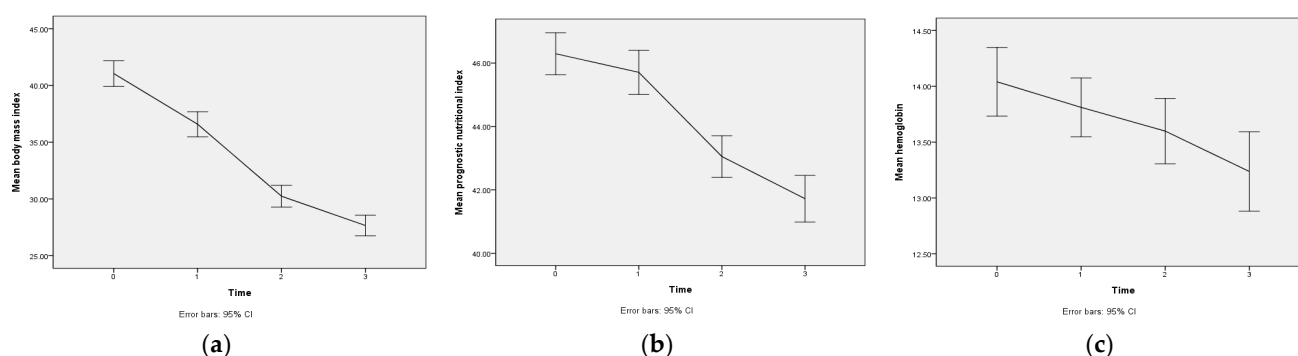 45.00
40.00
35.00
30.00
25.00
Mean body mass index
0 1 2 3
Time
Error bars: 95% CI
(a)
46.00
44.00
42.00
40.00
Mean prognostic nutritional index
0 1 2 3
Time
Error bars: 95% CI
(b)
14.50
14.00
13.50
13.00
12.50
Mean hemoglobin
0 1 2 3
Time
Error bars: 95% CI
(c)